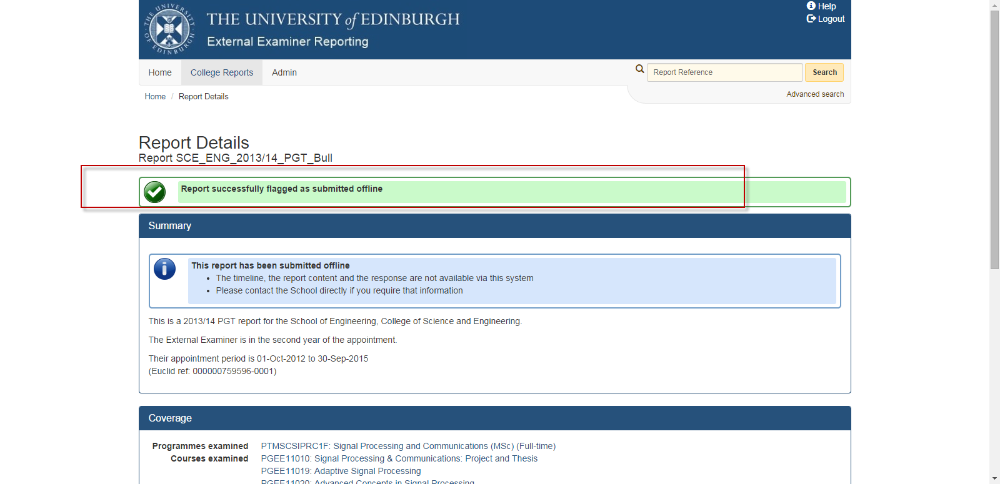 THE UNIVERSITY of EDINBURGH
External Examiner Reporting
Help
Logout
Home College Reports Admin
Report Reference Search
Home / Report Details
Advanced search
Report Details
Report SCE_ENG_2013/14_PGT_Bull
Report successfully flagged as submitted offline
Summary
This report has been submitted offline
• The timeline, the report content and the response are not available via this system
• Please contact the School directly if you require that information
This is a 2013/14 PGT report for the School of Engineering, College of Science and Engineering.
The External Examiner is in the second year of the appointment.
Their appointment period is 01-Oct-2012 to 30-Sep-2015
(Euclid ref: 000000759596-0001)
Coverage
Programmes examined PTMSCSIPRC1F: Signal Processing and Communications (MSc) (Full-time)
Courses examined PGEE11010: Signal Processing & Communications: Project and Thesis
PGEE11019: Adaptive Signal Processing
PGEE11020: Advanced Concepts in Signal Processing